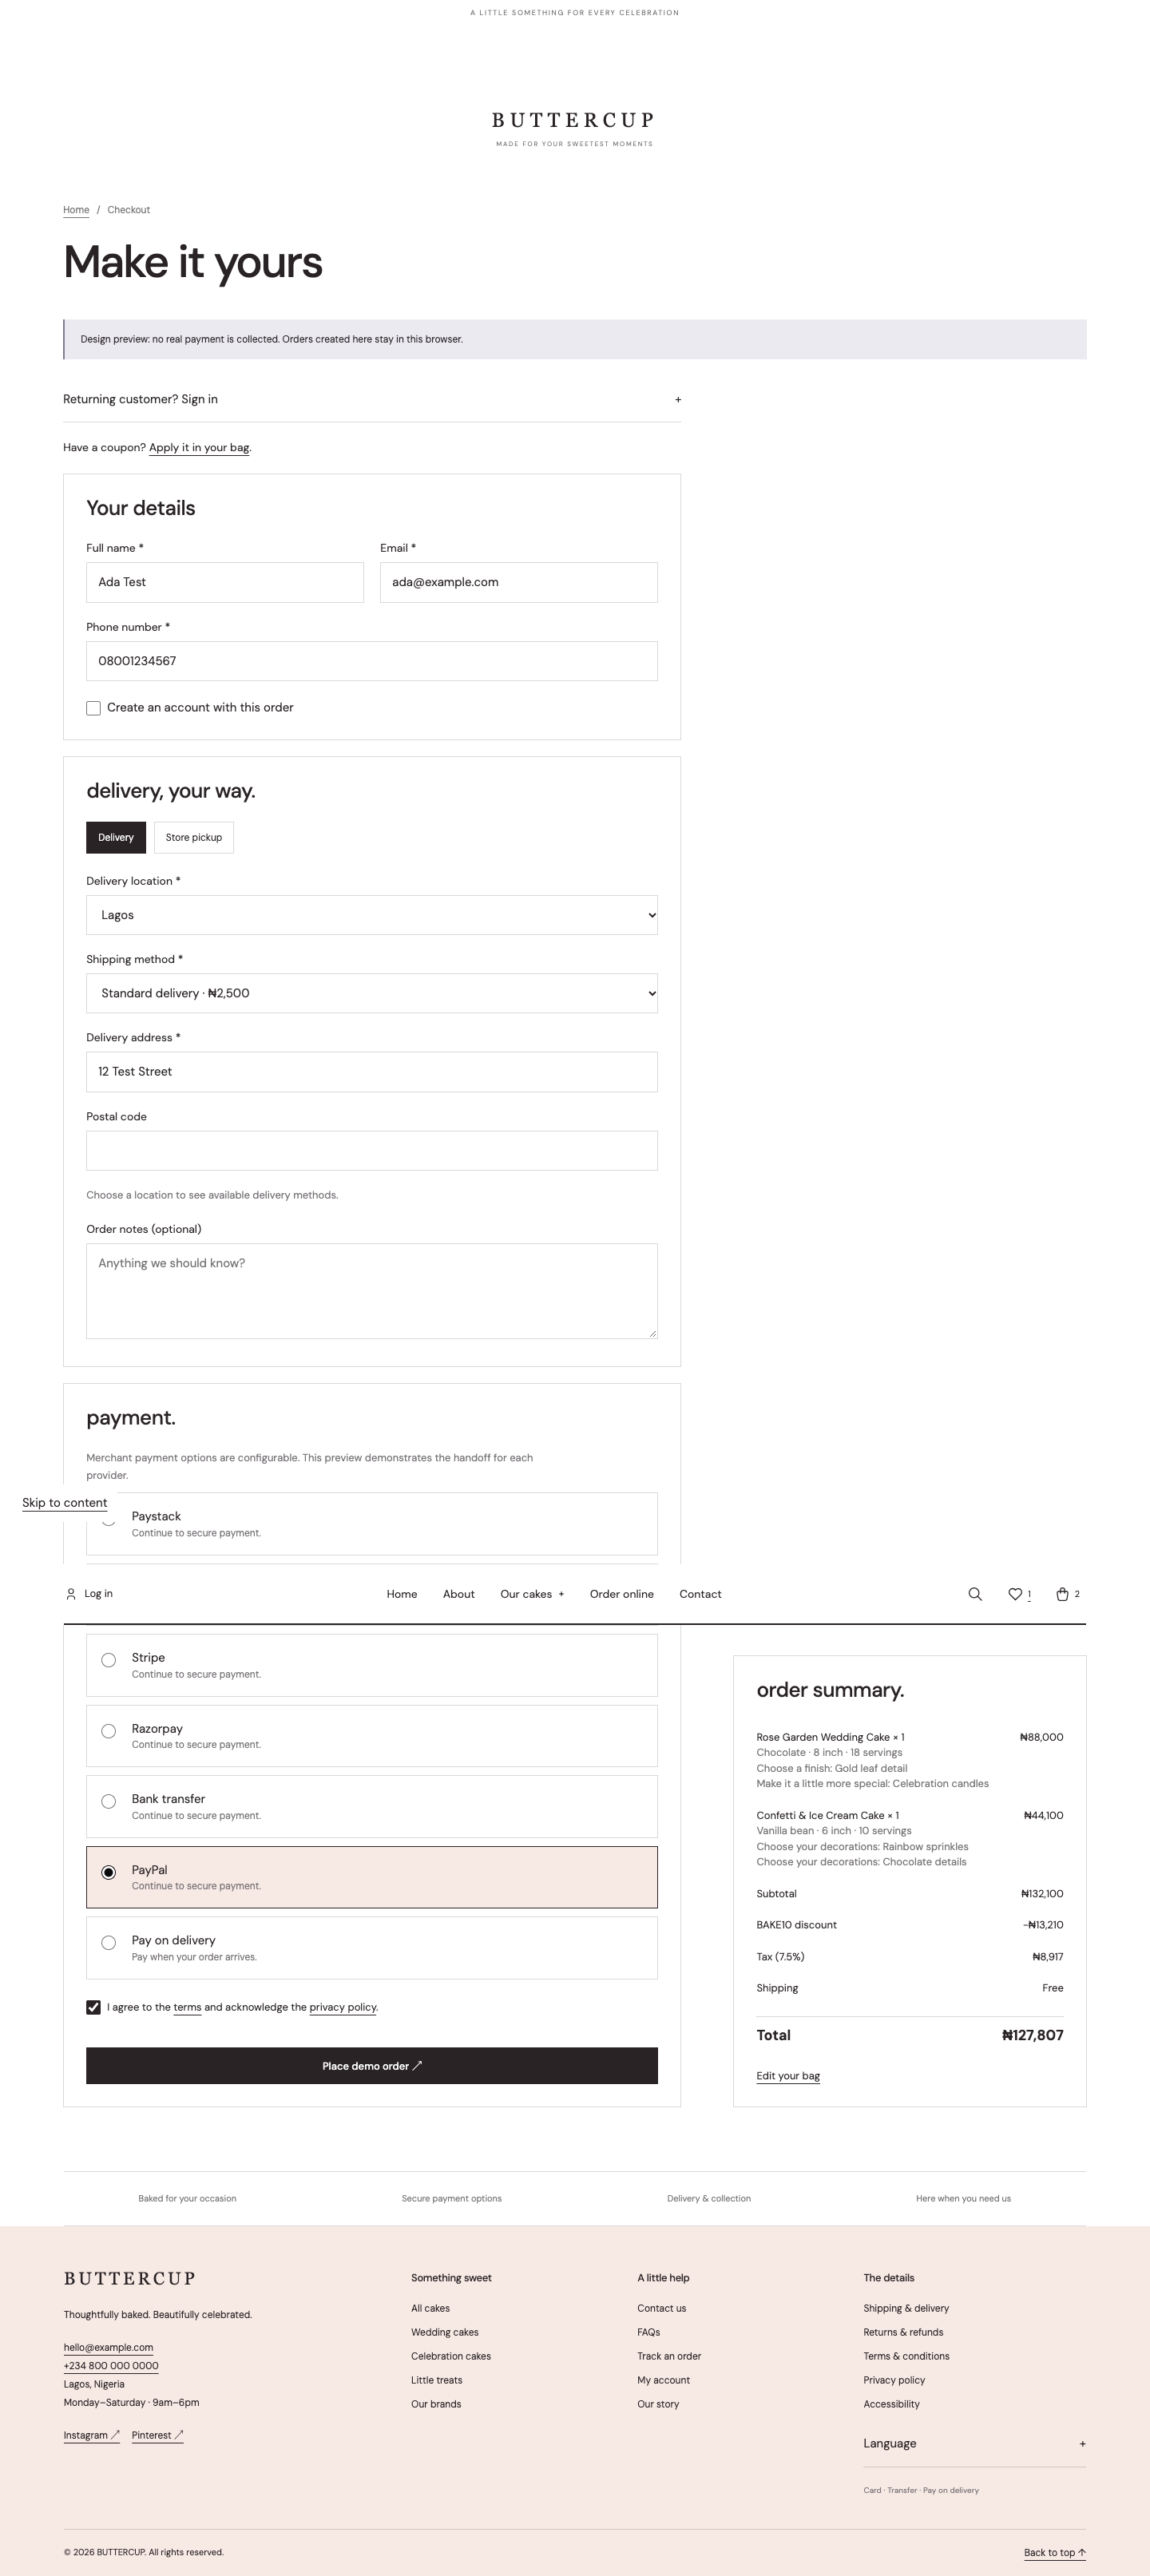 A LITTLE SOMETHING FOR EVERY CELEBRATION
BUTTERCUP
MADE FOR YOUR SWEETEST MOMENTS
Home / Checkout
Make it yours
Design preview: no real payment is collected. Orders created here stay in this browser.
Returning customer? Sign in +
Have a coupon? Apply it in your bag.
Your details
Full name * Email *
Ada Test ada@example.com
Phone number *
08001234567
Create an account with this order
delivery, your way.
Delivery Store pickup
Delivery location *
Lagos
Shipping method *
Standard delivery · ₦2,500
Delivery address *
12 Test Street
Postal code
Choose a location to see available delivery methods.
Order notes (optional)
Anything we should know?
payment.
Merchant payment options are configurable. This preview demonstrates the handoff for each
provider.
Skip to content
Paystack
Continue to secure payment.
Log in Home About Our cakes + Order online Contact 1 2
Stripe
Continue to secure payment.
Razorpay
Continue to secure payment.
Bank transfer
Continue to secure payment.
PayPal
Continue to secure payment.
Pay on delivery
Pay when your order arrives.
I agree to the terms and acknowledge the privacy policy.
Place demo order ↗
order summary.
Rose Garden Wedding Cake × 1 ₦88,000
Chocolate · 8 inch · 18 servings
Choose a finish: Gold leaf detail
Make it a little more special: Celebration candles
Confetti & Ice Cream Cake × 1 ₦44,100
Vanilla bean · 6 inch · 10 servings
Choose your decorations: Rainbow sprinkles
Choose your decorations: Chocolate details
Subtotal ₦132,100
BAKE10 discount -₦13,210
Tax (7.5%) ₦8,917
Shipping Free
Total ₦127,807
Edit your bag
Baked for your occasion Secure payment options Delivery & collection Here when you need us
BUTTERCUP
Thoughtfully baked. Beautifully celebrated.
hello@example.com
+234 800 000 0000
Lagos, Nigeria
Monday–Saturday · 9am–6pm
Instagram ↗ Pinterest ↗
Something sweet
All cakes
Wedding cakes
Celebration cakes
Little treats
Our brands
A little help
Contact us
FAQs
Track an order
My account
Our story
The details
Shipping & delivery
Returns & refunds
Terms & conditions
Privacy policy
Accessibility
Language +
Card · Transfer · Pay on delivery
© 2026 BUTTERCUP. All rights reserved.
Back to top ↑